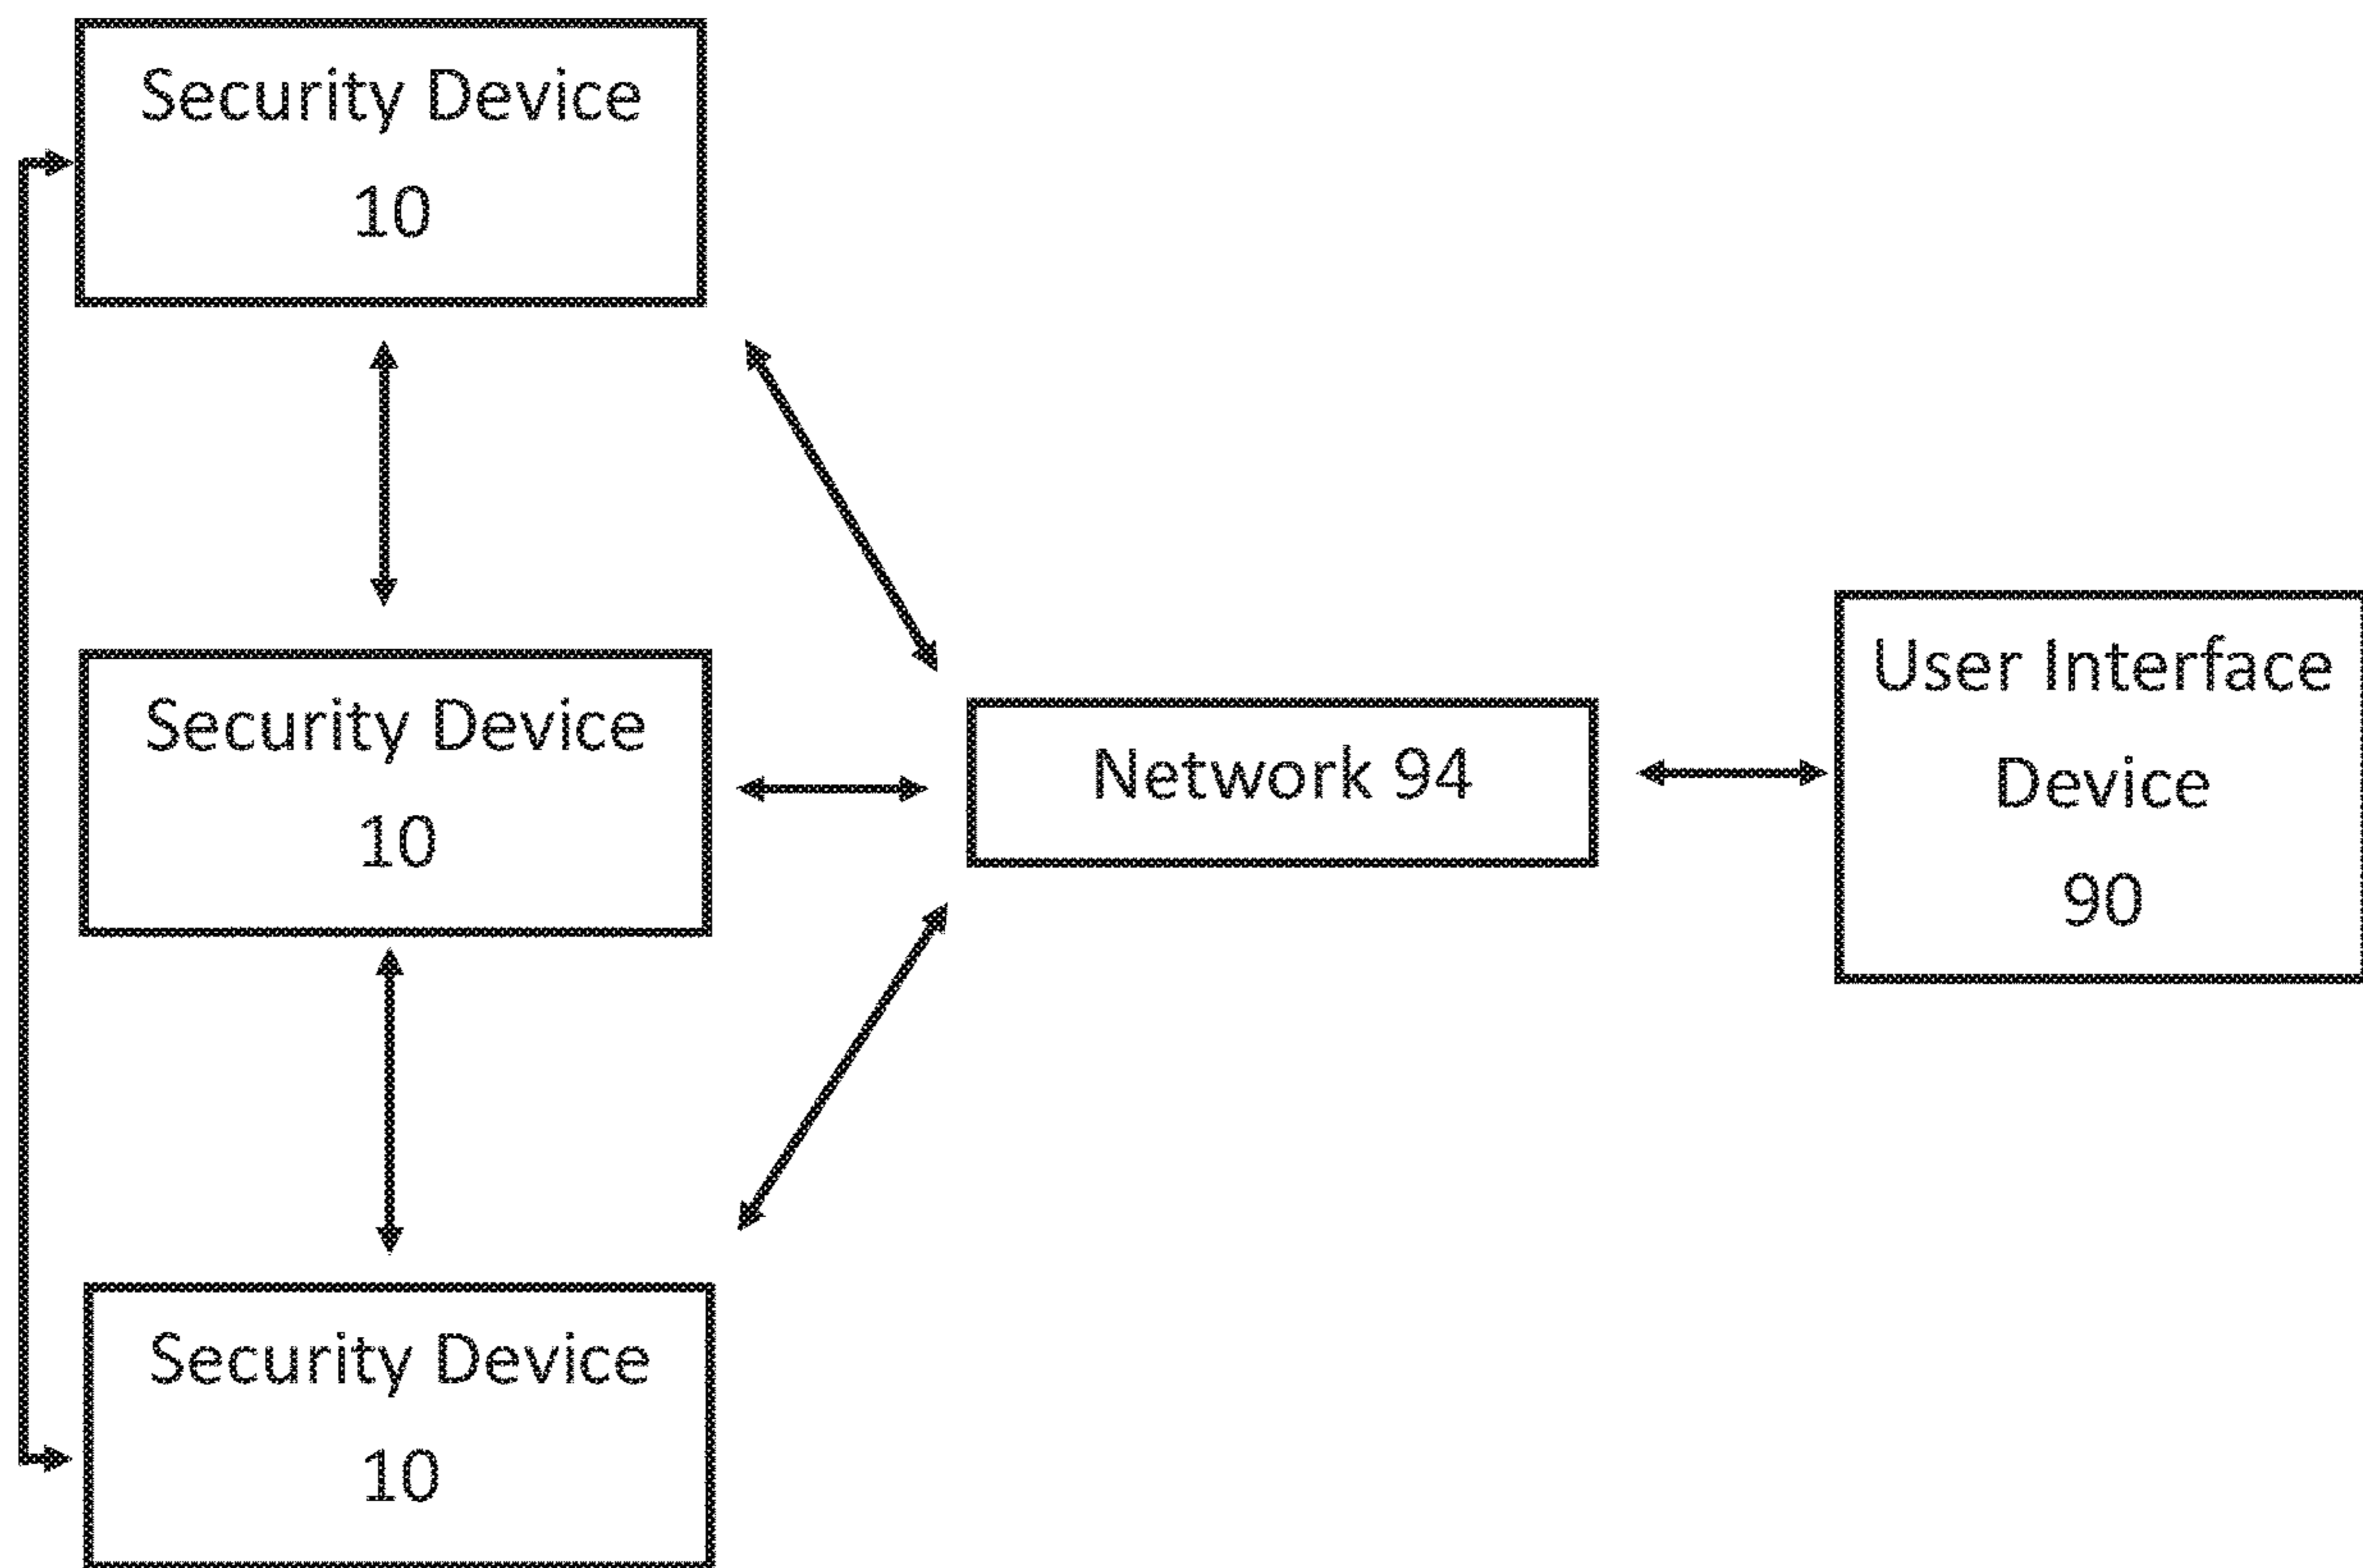 Security Device
10
Security Device
10
Network 94
User Interface
Device
90
Security Device
10